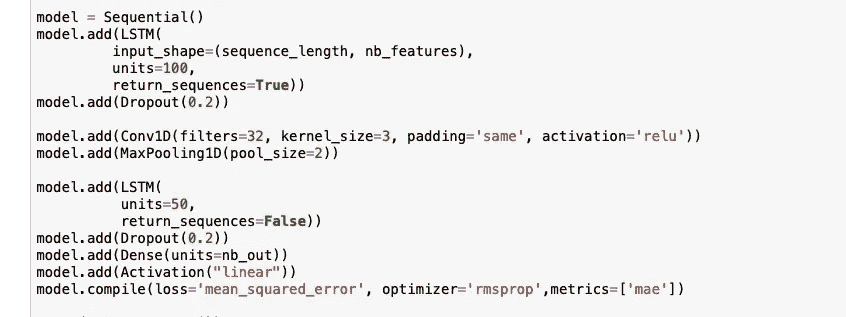 model = Sequential()
model.add(LSTM(
         input_shape=(sequence_length, nb_features),
         units=100,
         return_sequences=True))
model.add(Dropout(0.2))
model.add(Conv1D(filters=32, kernel_size=3, padding='same', activation='relu'))
model.add(MaxPooling1D(pool_size=2))
model.add(LSTM(
          units=50,
          return_sequences=False))
model.add(Dropout(0.2))
model.add(Dense(units=nb_out))
model.add(Activation("linear"))
model.compile(loss='mean_squared_error', optimizer='rmsprop',metrics=['mae'])